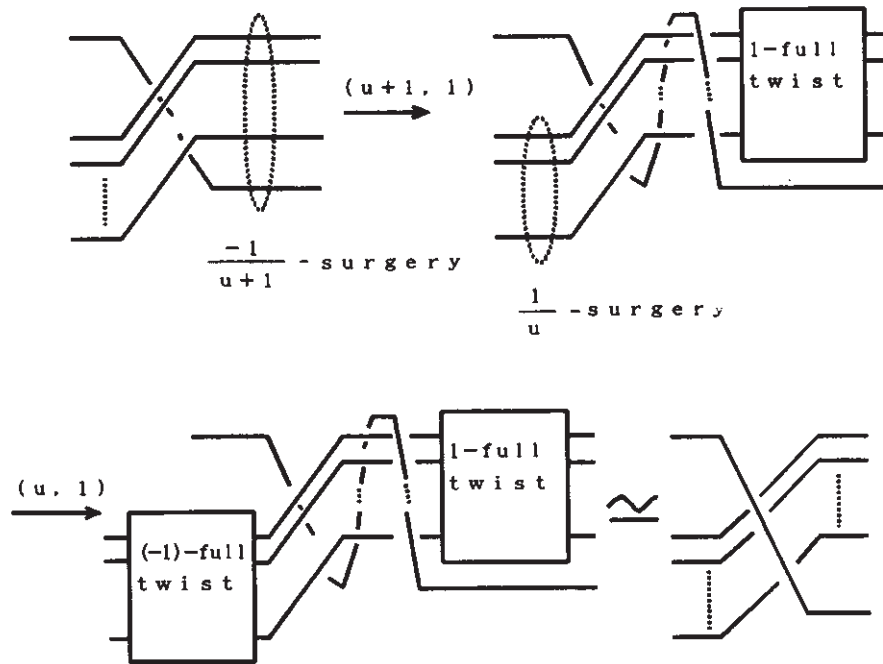 (u+1, 1)
1-full
twist
-1
u+1
-surgery
1
u
-surgery
(u, 1)
(-1)-full
twist
1-full
twist